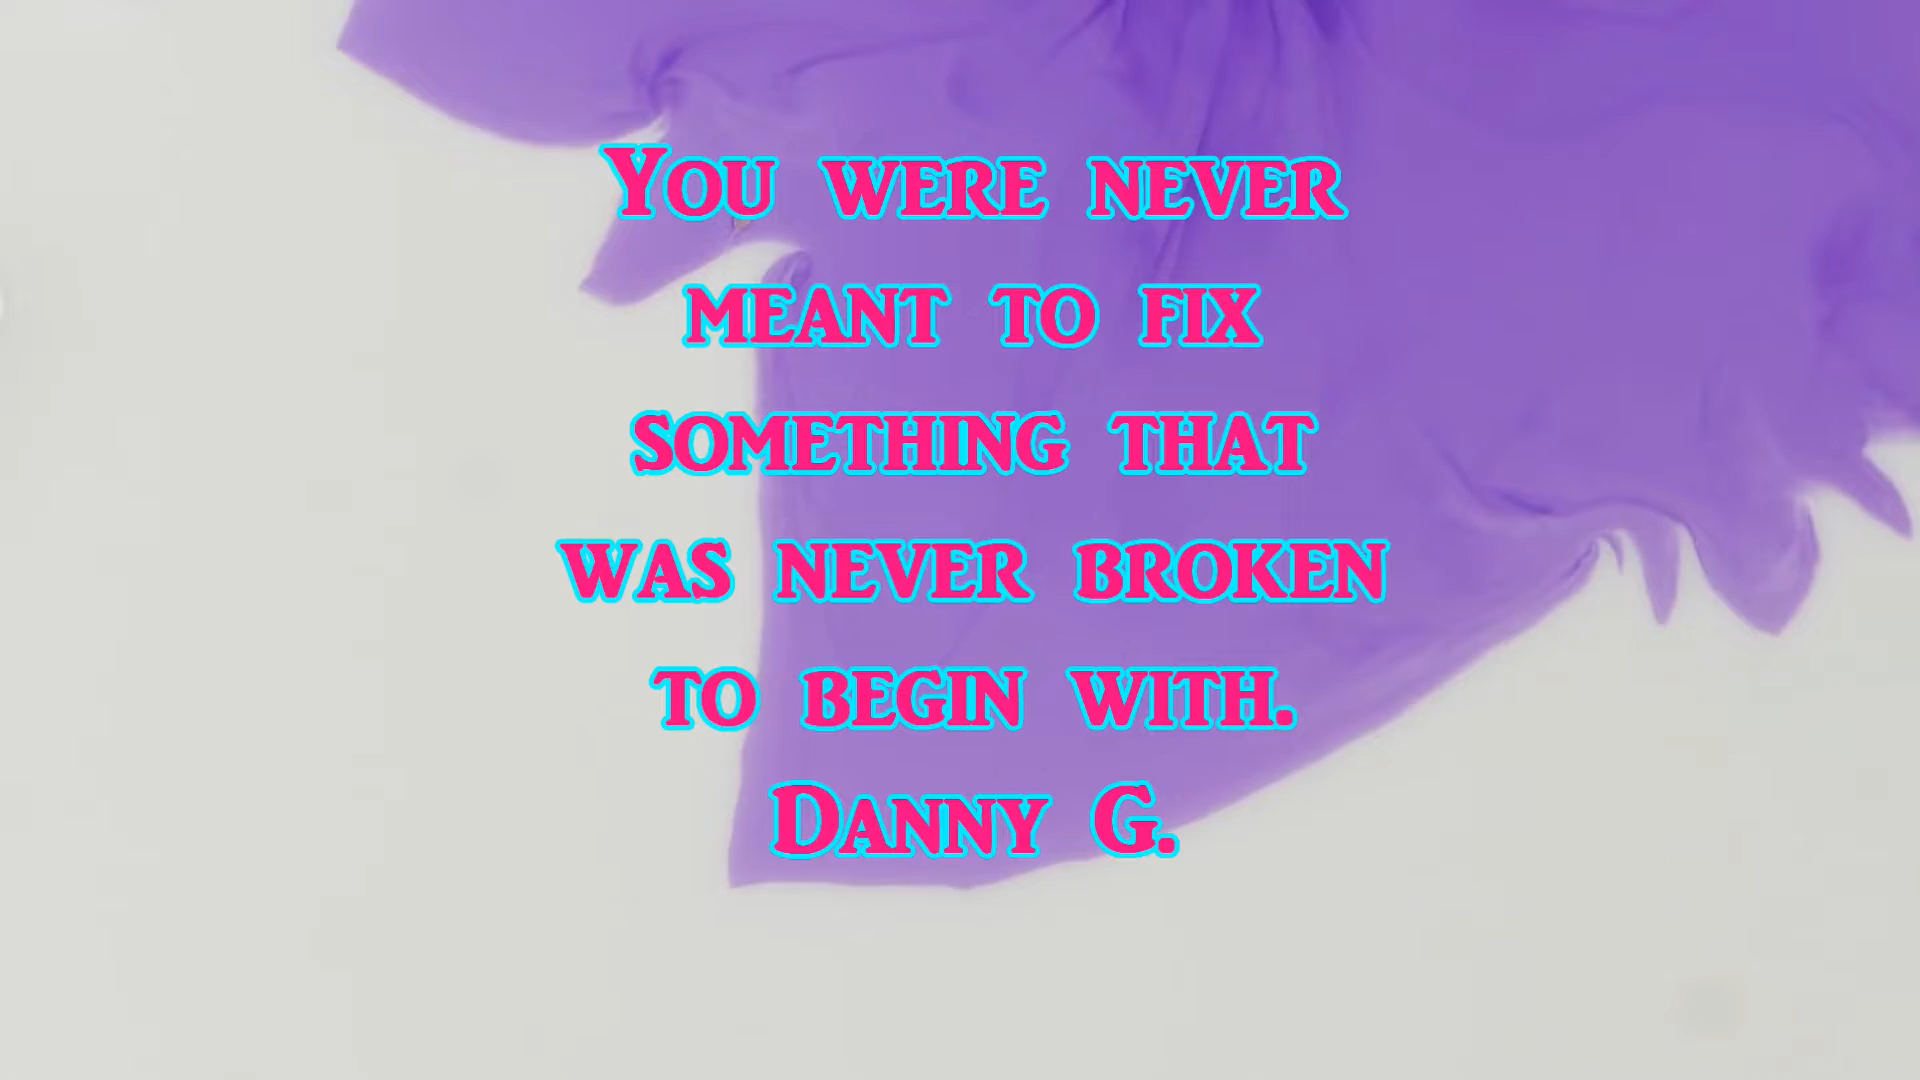 You were never
meant to fix
something that
was never broken
to begin with.
Danny G.